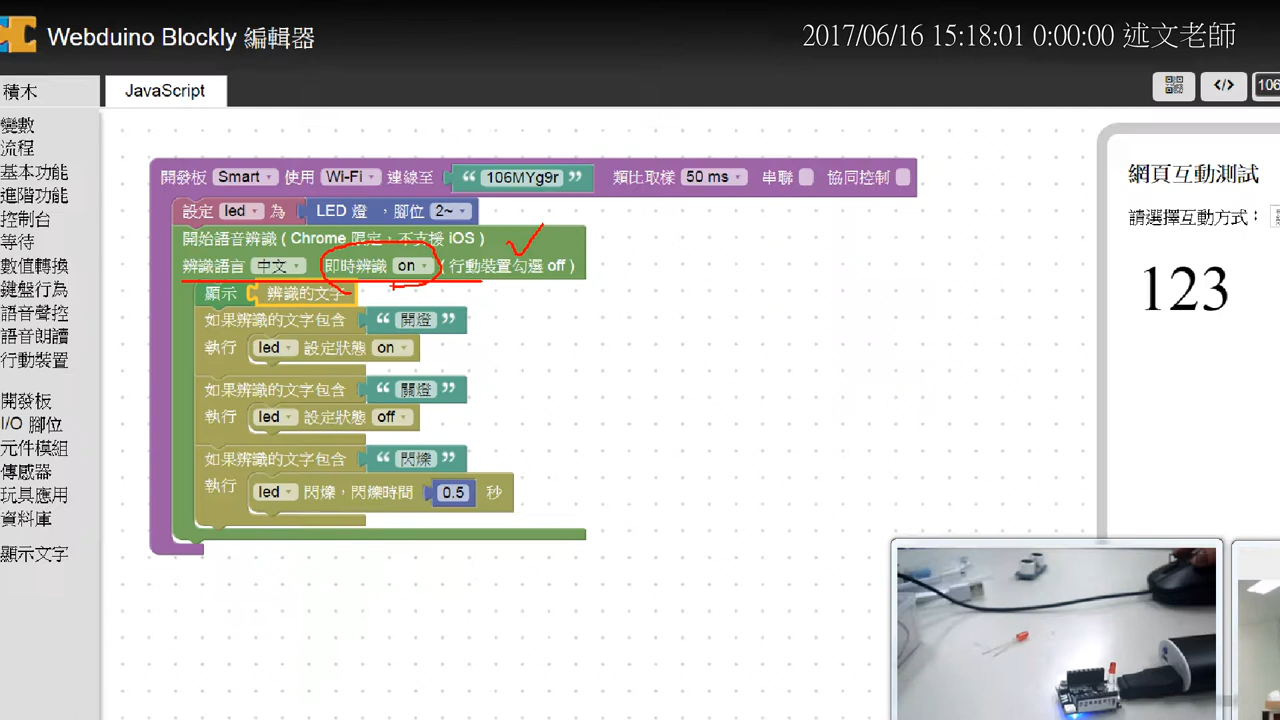 Webduino Blockly 編輯器
2017/06/16 15:18:01 0:00:00 述文老師
積木
JavaScript
</>
106
變數
流程
基本功能
進階功能
控制台
等待
數值轉換
鍵盤行為
語音聲控
語音朗讀
行動裝置
開發板
I/O 腳位
元件模組
傳感器
玩具應用
資料庫
顯示文字
開發板 Smart 使用 Wi-Fi 連線至 “ 106MYg9r ” 類比取樣 50 ms 串聯 協同控制
設定 led 為 LED 燈 ，腳位 2~
開始語音辨識 ( Chrome 限定，不支援 iOS )
辨識語言 中文 即時辨識 on ( 行動裝置勾選 off )
顯示 辨識的文字
如果辨識的文字包含 “ 開燈 ”
執行 led 設定狀態 on
如果辨識的文字包含 “ 關燈 ”
執行 led 設定狀態 off
如果辨識的文字包含 “ 閃爍 ”
執行 led 閃爍，閃爍時間 0.5 秒
網頁互動測試
請選擇互動方式：
123